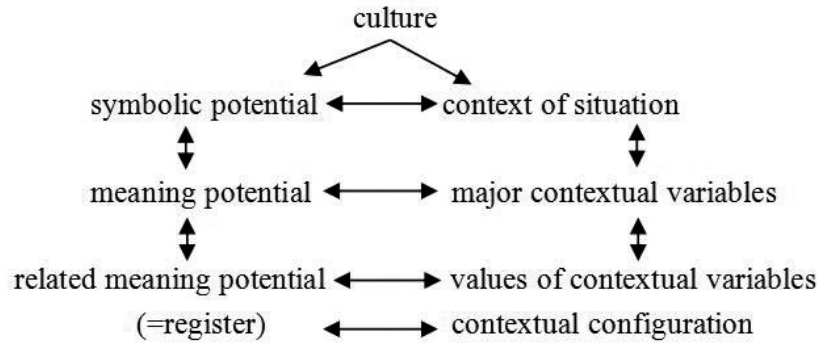 culture
symbolic potential context of situation
meaning potential major contextual variables
related meaning potential values of contextual variables
(=register) contextual configuration